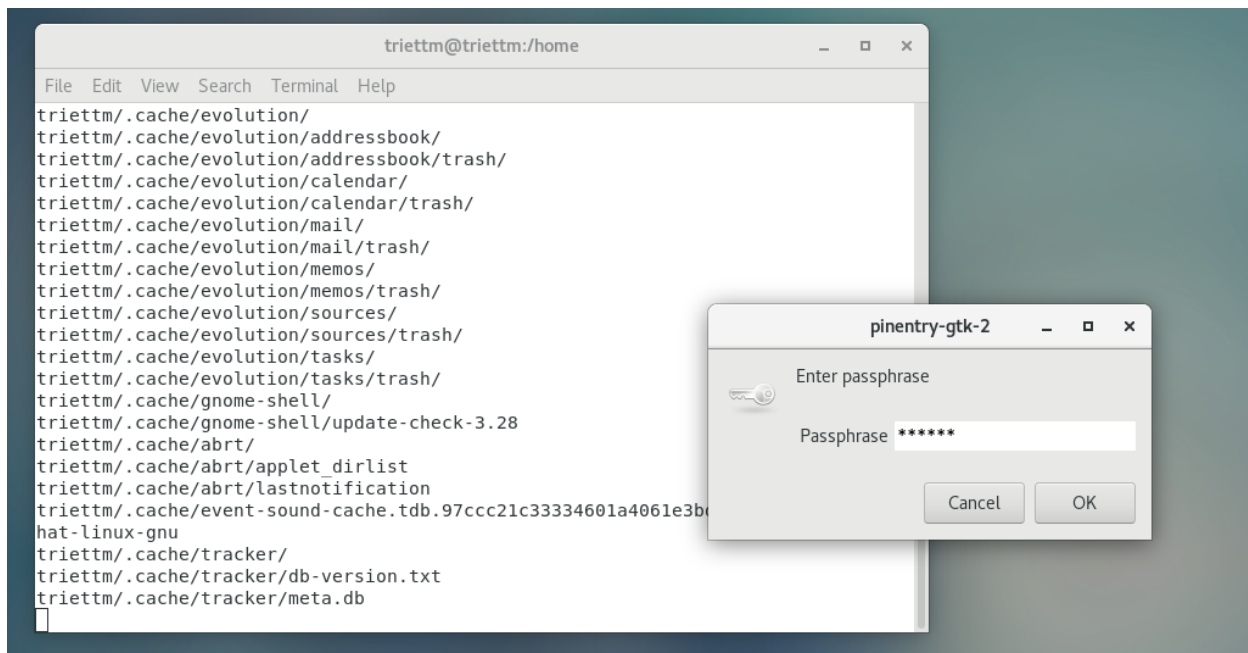 triettm@triettm:/home
File Edit View Search Terminal Help
triettm/.cache/evolution/
triettm/.cache/evolution/addressbook/
triettm/.cache/evolution/addressbook/trash/
triettm/.cache/evolution/calendar/
triettm/.cache/evolution/calendar/trash/
triettm/.cache/evolution/mail/
triettm/.cache/evolution/mail/trash/
triettm/.cache/evolution/memos/
triettm/.cache/evolution/memos/trash/
triettm/.cache/evolution/sources/
triettm/.cache/evolution/sources/trash/
triettm/.cache/evolution/tasks/
triettm/.cache/evolution/tasks/trash/
triettm/.cache/gnome-shell/
triettm/.cache/gnome-shell/update-check-3.28
triettm/.cache/abrt/
triettm/.cache/abrt/applet_dirlist
triettm/.cache/abrt/lastnotification
triettm/.cache/event-sound-cache.tdb.97ccc21c33334601a4061e3b
hat-linux-gnu
triettm/.cache/tracker/
triettm/.cache/tracker/db-version.txt
triettm/.cache/tracker/meta.db
pinentry-gtk-2
Enter passphrase
Passphrase ******
Cancel OK